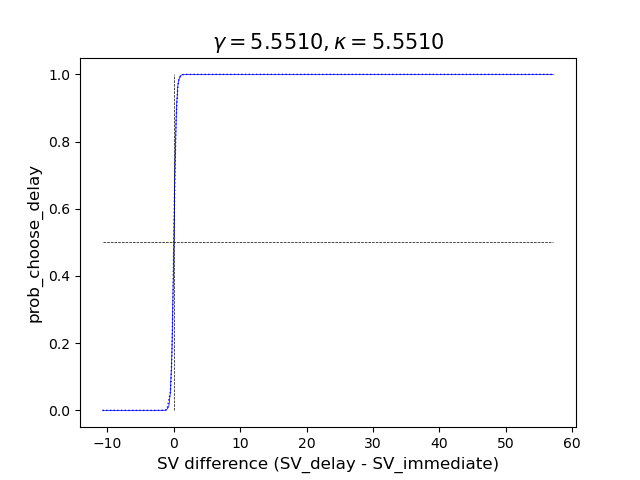 γ = 5.5510, κ = 5.5510
1.0
0.8
0.6
0.4
0.2
0.0
prob_choose_delay
−10 0 10 20 30 40 50 60
SV difference (SV_delay - SV_immediate)